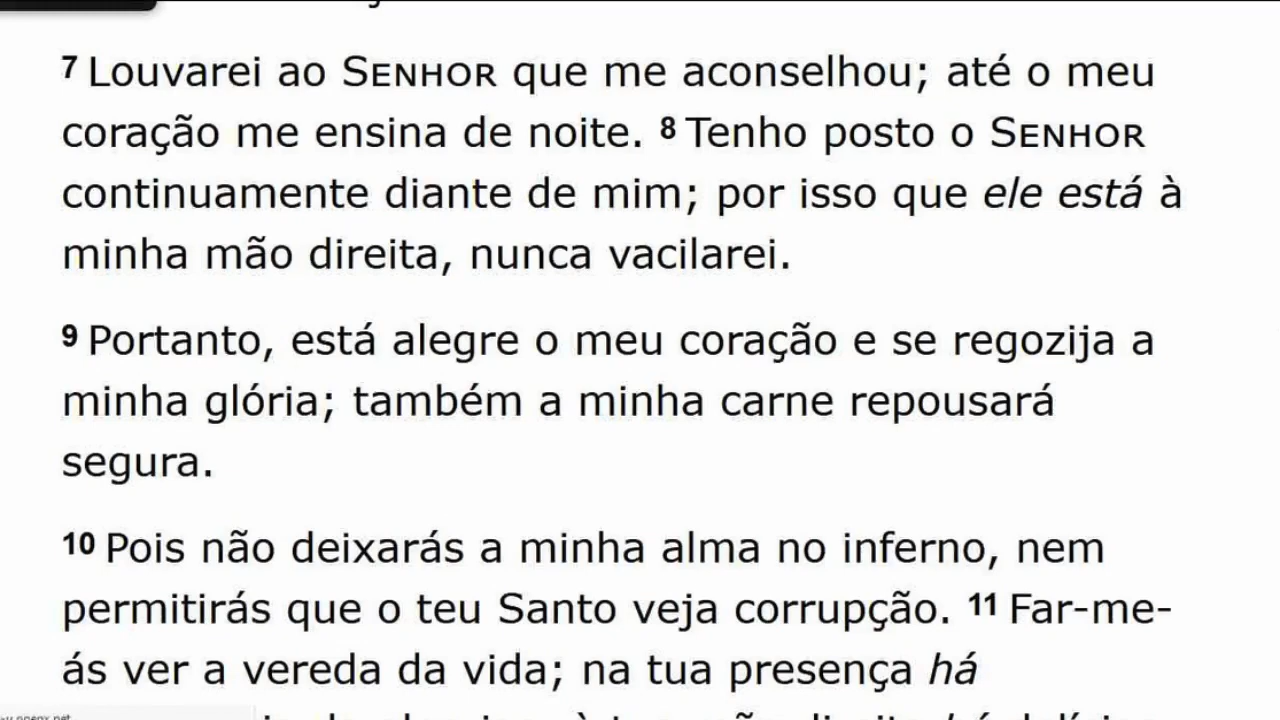 7 Louvarei ao SENHOR que me aconselhou; até o meu
coração me ensina de noite. 8 Tenho posto o SENHOR
continuamente diante de mim; por isso que ele está à
minha mão direita, nunca vacilarei.
9 Portanto, está alegre o meu coração e se regozija a
minha glória; também a minha carne repousará
segura.
10 Pois não deixarás a minha alma no inferno, nem
permitirás que o teu Santo veja corrupção. 11 Far-me-
ás ver a vereda da vida; na tua presença há